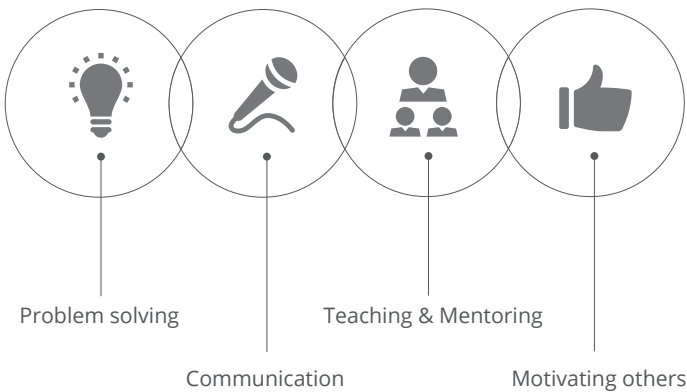 Problem solving
Teaching & Mentoring
Communication
Motivating others